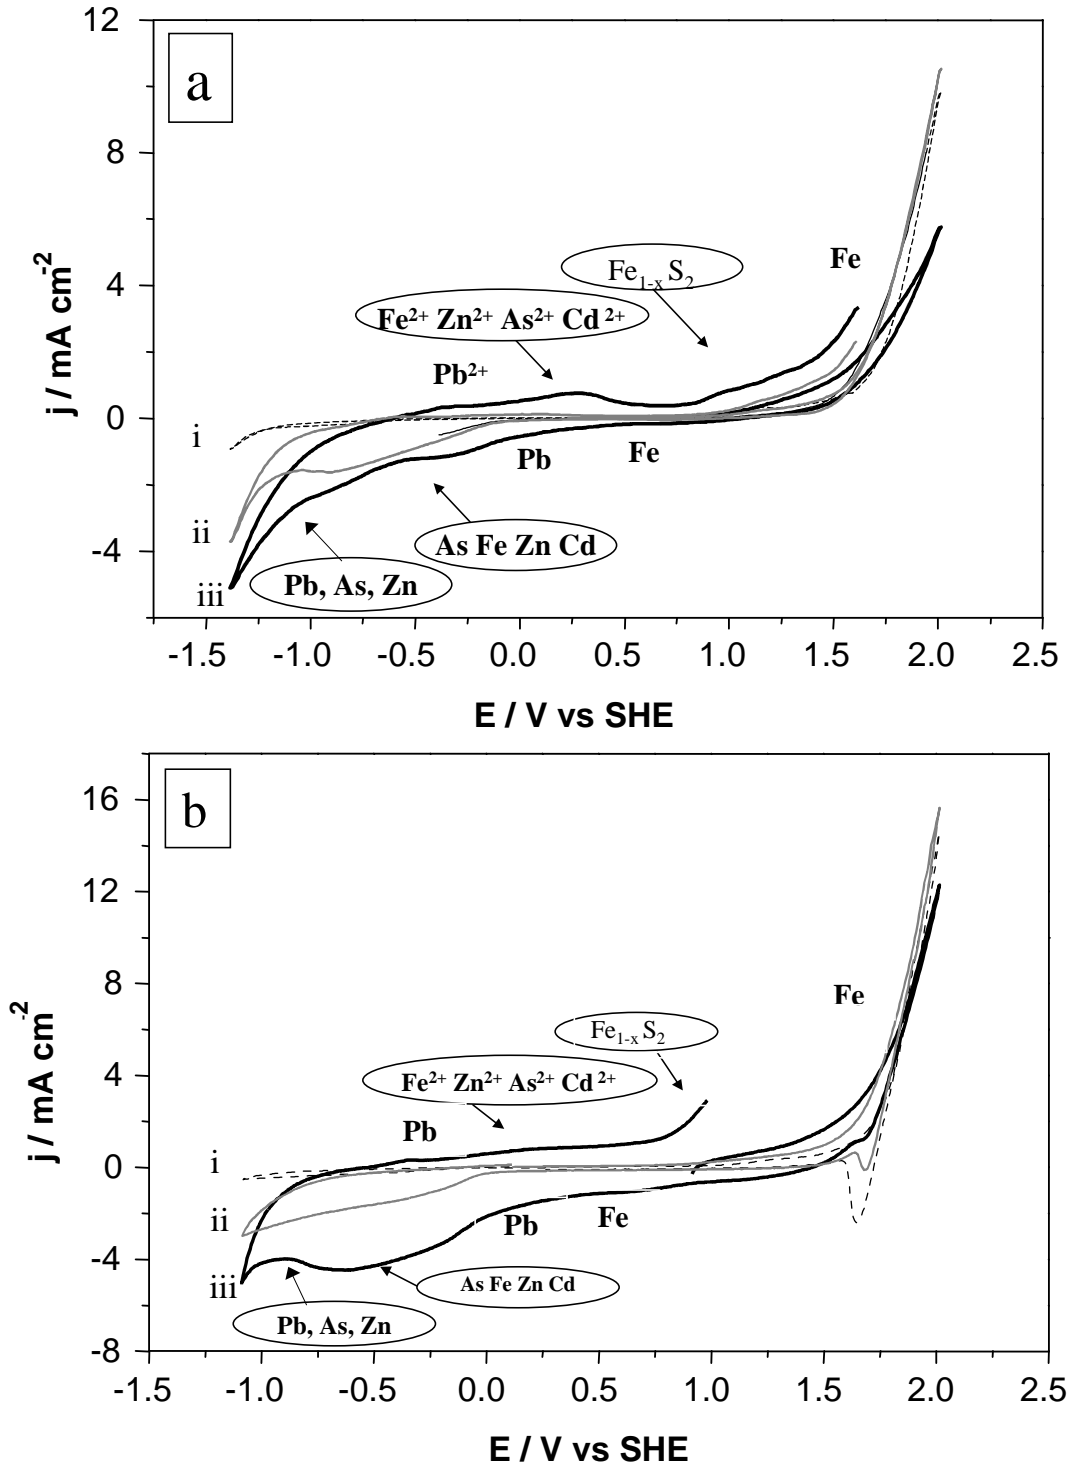 a
12
8
4
0
-4
j / mA cm-2
Fe
Fe1-x S2
Fe2+ Zn2+ As2+ Cd 2+
Pb2+
i
Pb
Fe
ii
As Fe Zn Cd
iii
Pb, As, Zn
-1.5 -1.0 -0.5 0.0 0.5 1.0 1.5 2.0 2.5
E / V vs SHE
b
16
12
8
4
0
-4
-8
j / mA cm-2
Fe
Fe1-x S2
Fe2+ Zn2+ As2+ Cd 2+
Pb
i
ii
Pb
Fe
iii
As Fe Zn Cd
Pb, As, Zn
-1.5 -1.0 -0.5 0.0 0.5 1.0 1.5 2.0 2.5
E / V vs SHE